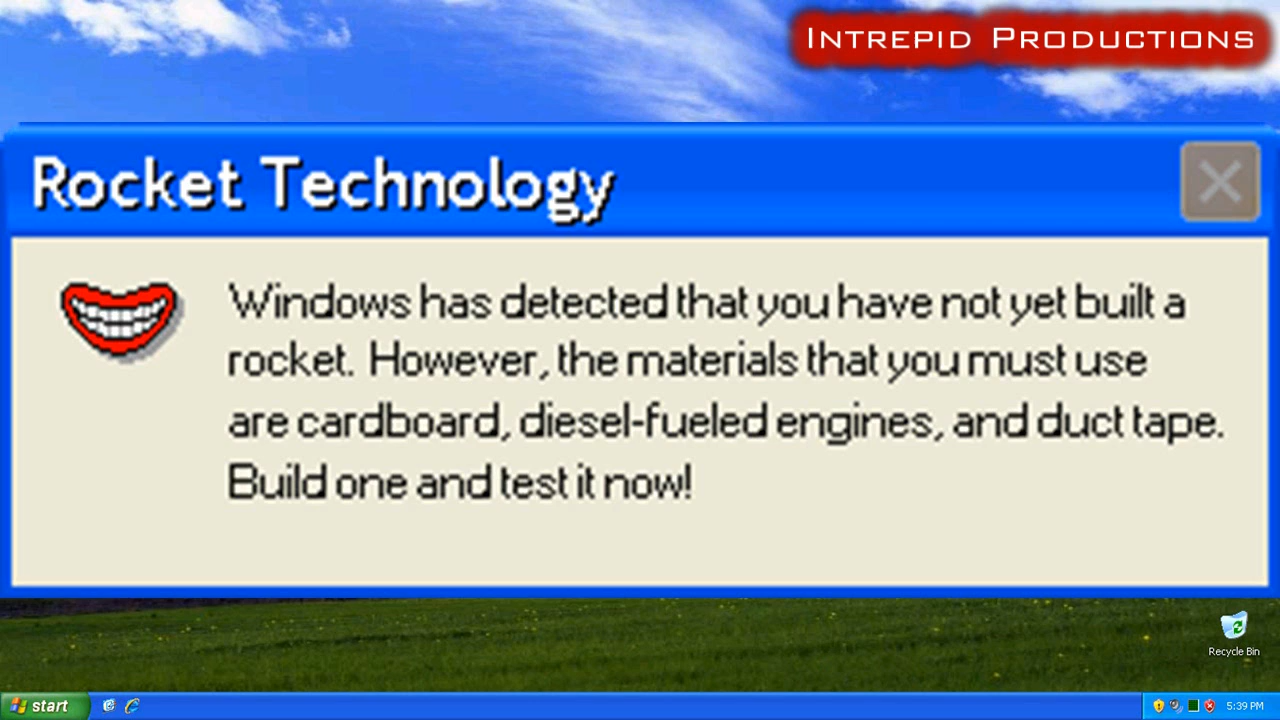 Intrepid Productions
Rocket Technology
Windows has detected that you have not yet built a
rocket. However, the materials that you must use
are cardboard, diesel-fueled engines, and duct tape.
Build one and test it now!
Recycle Bin
start
5:39 PM